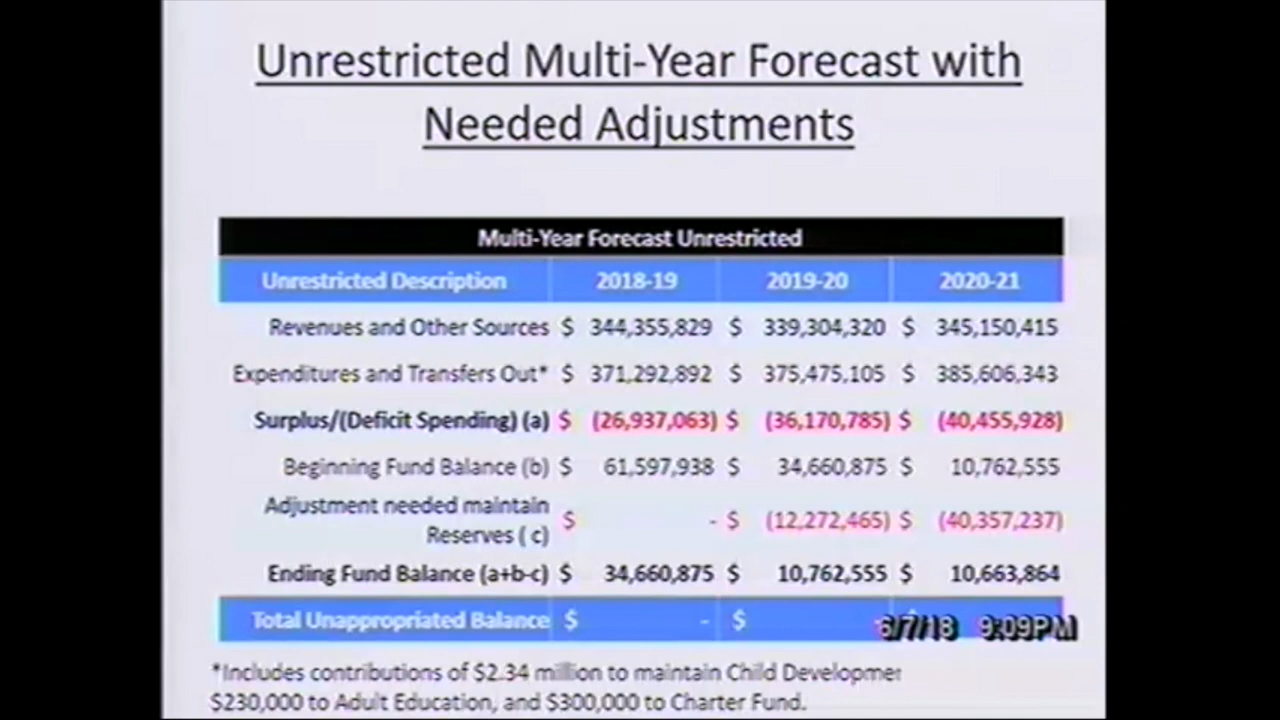 Unrestricted Multi-Year Forecast with
Needed Adjustments
Multi-Year Forecast Unrestricted
Unrestricted Description 2018-19 2019-20 2020-21
Revenues and Other Sources $ 344,355,829 $ 339,304,320 $ 345,150,415
Expenditures and Transfers Out* $ 371,292,892 $ 375,475,105 $ 385,606,343
Surplus/(Deficit Spending) (a) $ (26,937,063) $ (36,170,785) $ (40,455,928)
Beginning Fund Balance (b) $ 61,597,938 $ 34,660,875 $ 10,762,555
Adjustment needed maintain
Reserves ( c) $ - $ (12,272,465) $ (40,357,237)
Ending Fund Balance (a+b-c) $ 34,660,875 $ 10,762,555 $ 10,663,864
Total Unappropriated Balance $ - $
6/7/18 9:09PM
*Includes contributions of $2.34 million to maintain Child Developmer
$230,000 to Adult Education, and $300,000 to Charter Fund.